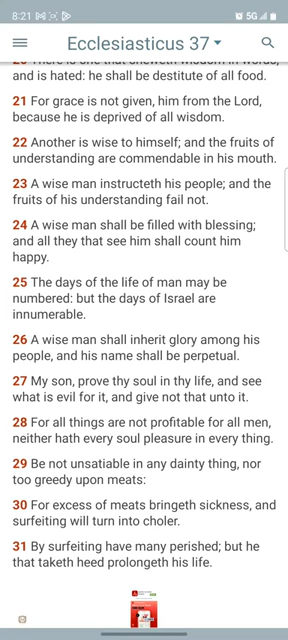 8:21
5G
Ecclesiasticus 37
20 There is one that sheweth wisdom in words,
and is hated: he shall be destitute of all food.
21 For grace is not given, him from the Lord,
because he is deprived of all wisdom.
22 Another is wise to himself; and the fruits of
understanding are commendable in his mouth.
23 A wise man instructeth his people; and the
fruits of his understanding fail not.
24 A wise man shall be filled with blessing;
and all they that see him shall count him
happy.
25 The days of the life of man may be
numbered: but the days of Israel are
innumerable.
26 A wise man shall inherit glory among his
people, and his name shall be perpetual.
27 My son, prove thy soul in thy life, and see
what is evil for it, and give not that unto it.
28 For all things are not profitable for all men,
neither hath every soul pleasure in every thing.
29 Be not unsatiable in any dainty thing, nor
too greedy upon meats:
30 For excess of meats bringeth sickness, and
surfeiting will turn into choler.
31 By surfeiting have many perished; but he
that taketh heed prolongeth his life.